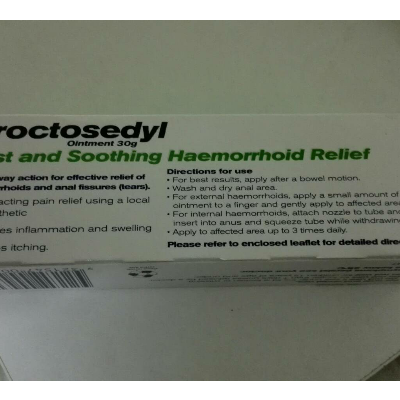 roctosedyl
Ointment 30g
st and Soothing Haemorrhoid Relief
way action for effective relief of
rrhoids and anal fissures (tears).
acting pain relief using a local
thetic
es inflammation and swelling
es itching.
Directions for use
• For best results, apply after a bowel motion.
• Wash and dry anal area.
• For external haemorrhoids, apply a small amount of
ointment to a finger and gently apply to affected area
• For internal haemorrhoids, attach nozzle to tube and
insert into anus and squeeze tube while withdrawing
• Apply to affected area up to 3 times daily.
Please refer to enclosed leaflet for detailed direc